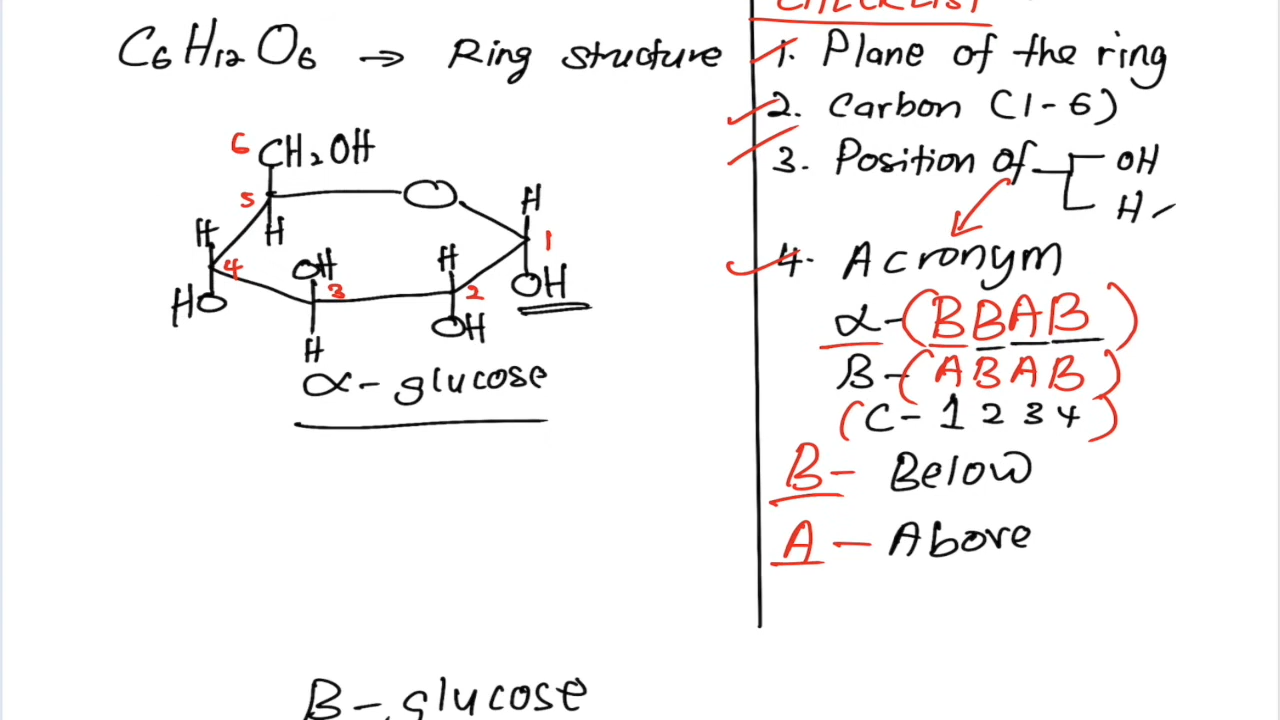 C6H12O6 → Ring structure
6 CH2OH
5 O H
H H 1
4 OH H
HO 3 2 OH
H OH
α- glucose
B- glucose
CHECKLIST
1. Plane of the ring
2. Carbon (1-6)
3. Position of OH
H
4. Acronym
α-(BBAB)
B-(ABAB)
(C- 1 2 3 4)
B- Below
A - Above